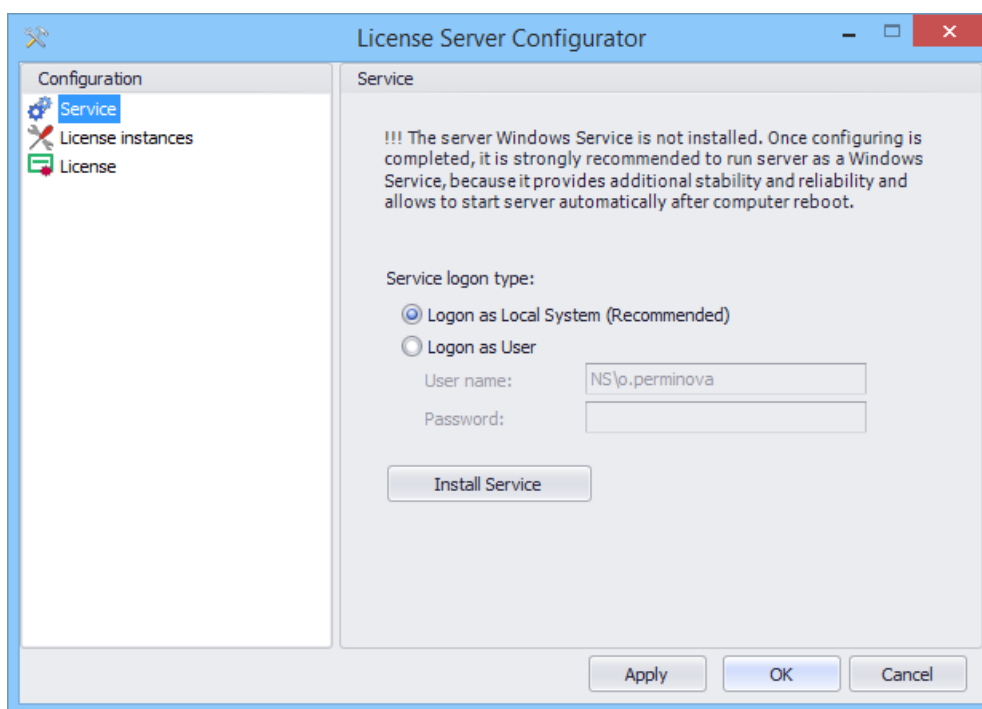 License Server Configurator
Configuration
Service
License instances
License
Service
!!! The server Windows Service is not installed. Once configuring is
completed, it is strongly recommended to run server as a Windows
Service, because it provides additional stability and reliability and
allows to start server automatically after computer reboot.
Service logon type:
Logon as Local System (Recommended)
Logon as User
User name:
NS\o.perminova
Password:
Install Service
Apply
OK
Cancel